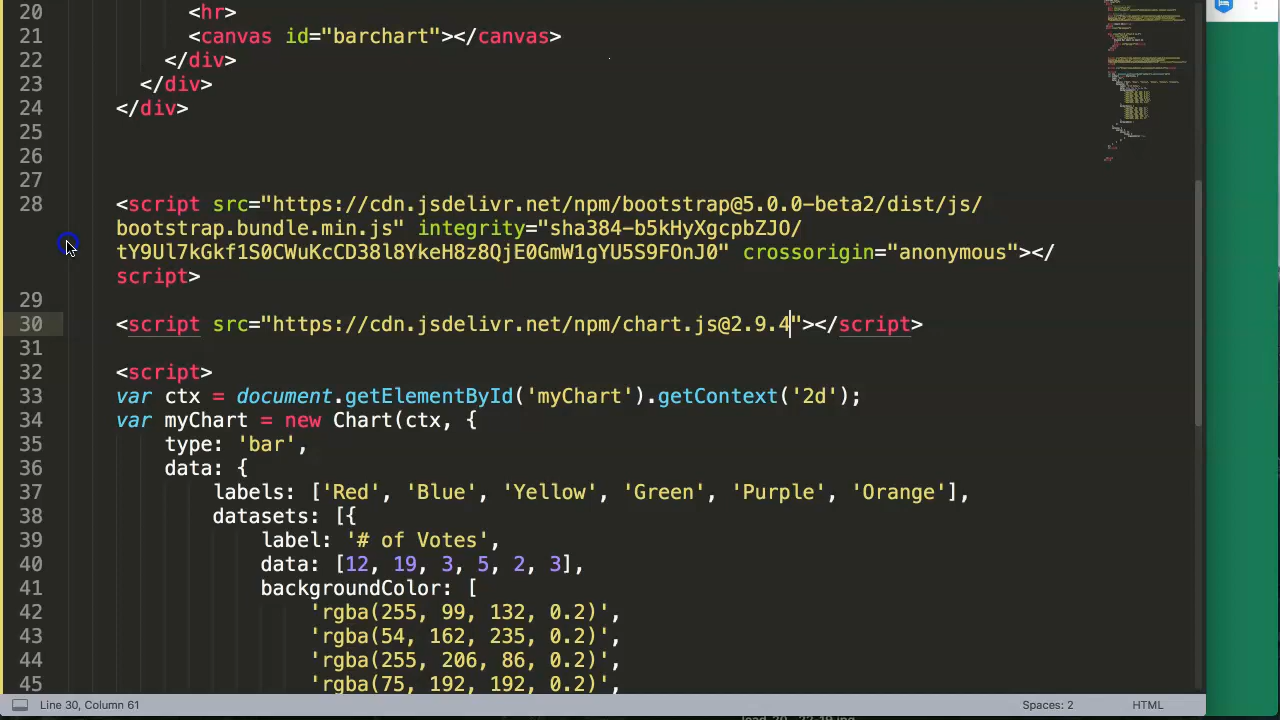 20 <hr>
21 <canvas id="barchart"></canvas>
22 </div>
23 </div>
24 </div>
25
26
27
28 <script src="https://cdn.jsdelivr.net/npm/bootstrap@5.0.0-beta2/dist/js/
bootstrap.bundle.min.js" integrity="sha384-b5kHyXgcpbZJO/
tY9Ul7kGkf1S0CWuKcCD38l8YkeH8z8QjE0GmW1gYU5S9FOnJ0" crossorigin="anonymous"></
script>
29
30 <script src="https://cdn.jsdelivr.net/npm/chart.js@2.9.4"></script>
31
32 <script>
33 var ctx = document.getElementById('myChart').getContext('2d');
34 var myChart = new Chart(ctx, {
35 type: 'bar',
36 data: {
37 labels: ['Red', 'Blue', 'Yellow', 'Green', 'Purple', 'Orange'],
38 datasets: [{
39 label: '# of Votes',
40 data: [12, 19, 3, 5, 2, 3],
41 backgroundColor: [
42 'rgba(255, 99, 132, 0.2)',
43 'rgba(54, 162, 235, 0.2)',
44 'rgba(255, 206, 86, 0.2)',
45 'rgba(75, 192, 192, 0.2)',
Line 30, Column 61 Spaces: 2 HTML